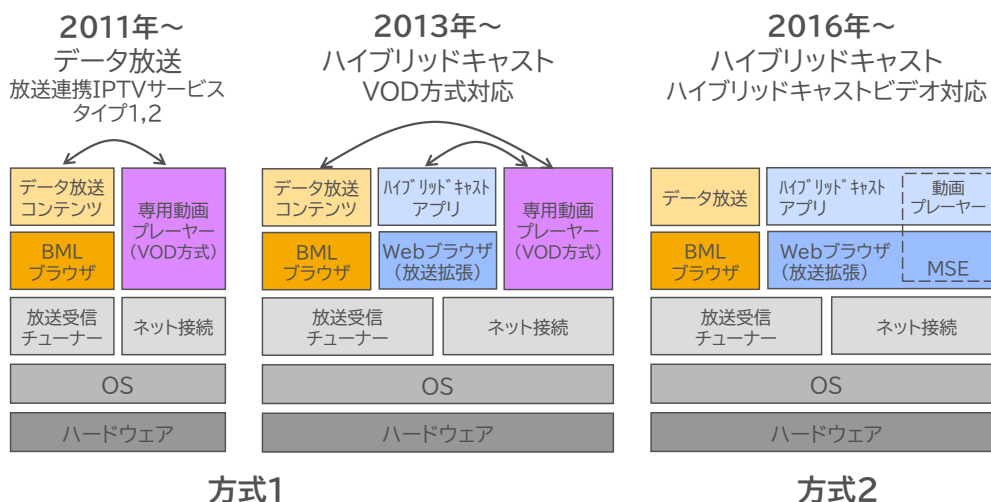 2011年～
データ放送
放送連携IPTVサービス
タイプ1,2
データ放送
コンテンツ
専用動画
プレーヤー
(VOD方式)
BML
ブラウザ
放送受信
チューナー
ネット接続
OS
ハードウェア
2013年～
ハイブリッドキャスト
VOD方式対応
データ放送
コンテンツ
ﾊｲﾌﾞﾘｯﾄﾞｷｬｽﾄ
アプリ
専用動画
プレーヤー
(VOD方式)
BML
ブラウザ
Webブラウザ
(放送拡張)
放送受信
チューナー
ネット接続
OS
ハードウェア
方式1
2016年～
ハイブリッドキャスト
ハイブリッドキャストビデオ対応
データ放送
ﾊｲﾌﾞﾘｯﾄﾞｷｬｽﾄ
アプリ
動画
プレーヤー
BML
ブラウザ
Webブラウザ
(放送拡張)
MSE
放送受信
チューナー
ネット接続
OS
ハードウェア
方式2